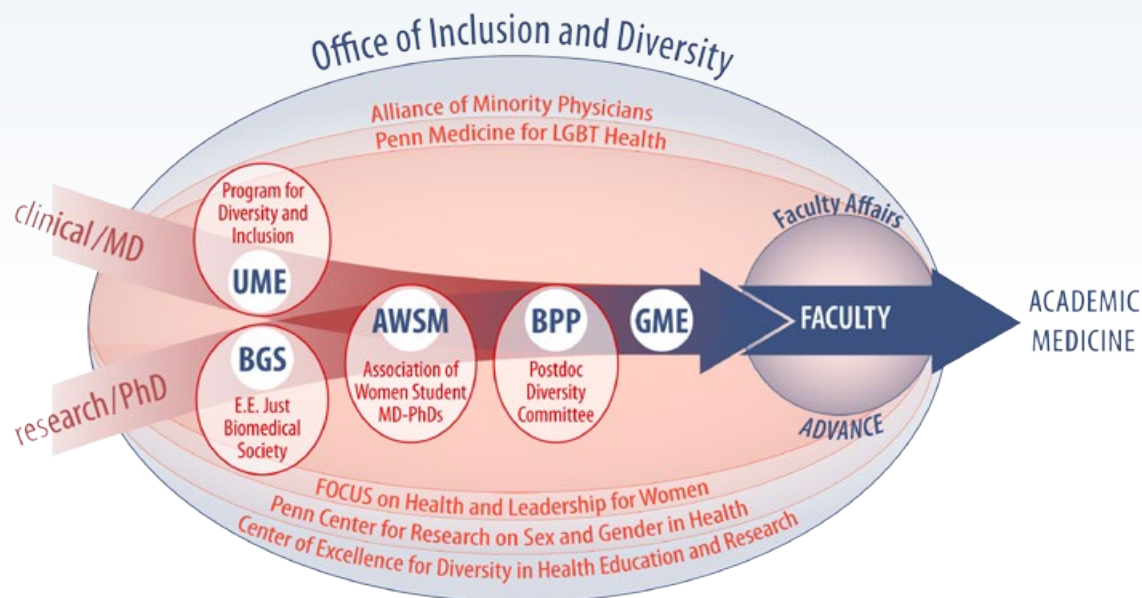 Office of Inclusion and Diversity
Alliance of Minority Physicians
Penn Medicine for LGBT Health
clinical/MD
research/PhD
Program for
Diversity and
Inclusion
UME
BGS
E.E. Just
Biomedical
Society
AWSM
Association of
Women Student
MD-PhDs
BPP
Postdoc
Diversity
Committee
GME
Faculty Affairs
FACULTY
ADVANCE
ACADEMIC
MEDICINE
FOCUS on Health and Leadership for Women
Penn Center for Research on Sex and Gender in Health
Center of Excellence for Diversity in Health Education and Research